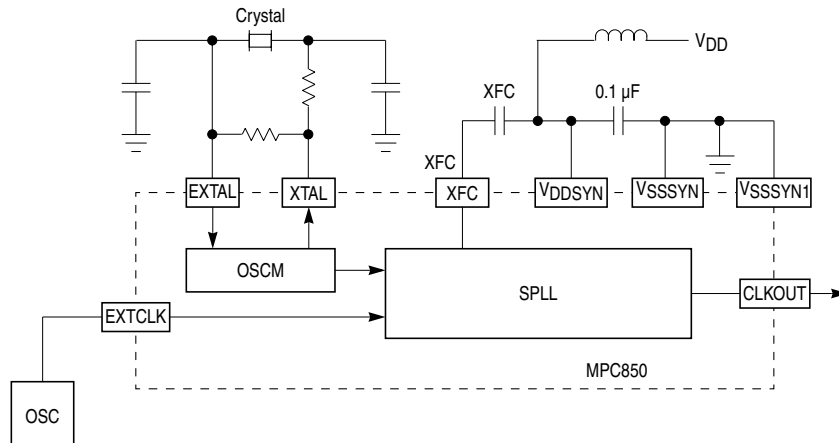 Crystal
VDD
XFC
0.1 µF
XFC
EXTAL
XTAL
XFC
VDDSYN
VSSSYN
VSSSYN1
OSCM
SPLL
CLKOUT
EXTCLK
MPC850
OSC